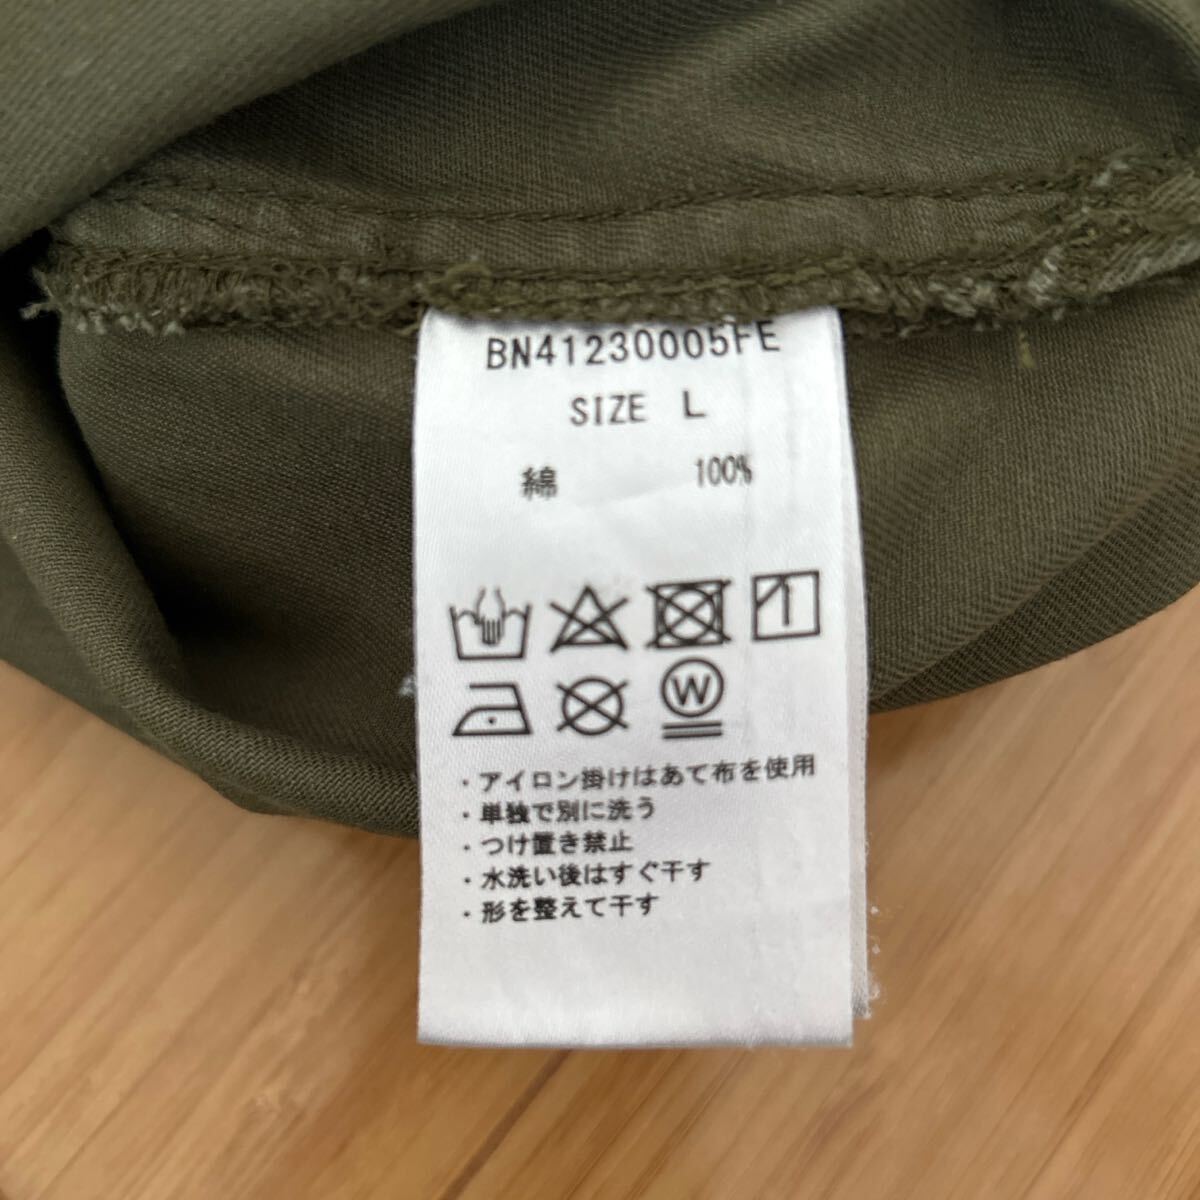 BN41230005FE
SIZE L
綿 100%
W
・アイロン掛けはあて布を使用
・単独で別に洗う
・つけ置き禁止
・水洗い後はすぐ干す
・形を整えて干す